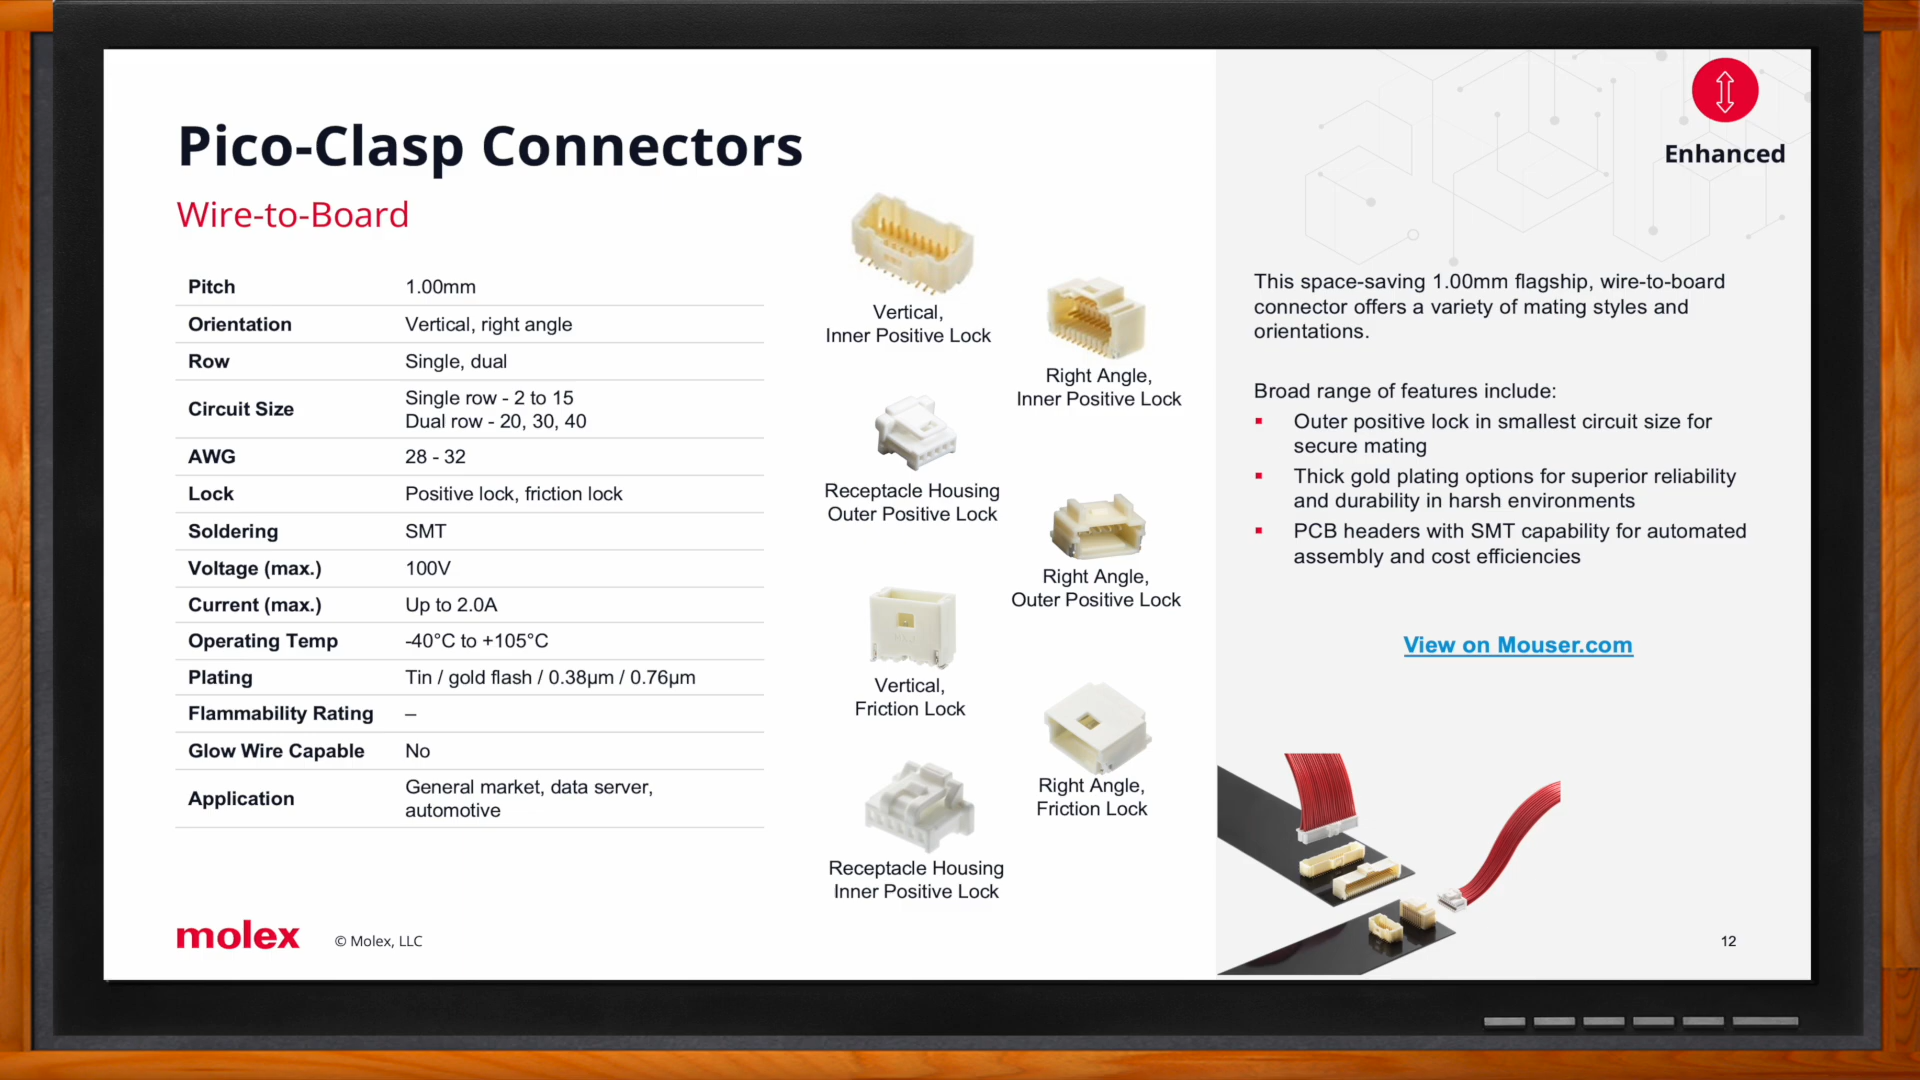 Pico-Clasp Connectors
Wire-to-Board
Pitch 1.00mm
Orientation Vertical, right angle
Row Single, dual
Circuit Size Single row - 2 to 15
Dual row - 20, 30, 40
AWG 28 - 32
Lock Positive lock, friction lock
Soldering SMT
Voltage (max.) 100V
Current (max.) Up to 2.0A
Operating Temp -40°C to +105°C
Plating Tin / gold flash / 0.38µm / 0.76µm
Flammability Rating –
Glow Wire Capable No
Application General market, data server,
automotive
Vertical,
Inner Positive Lock
Right Angle,
Inner Positive Lock
Receptacle Housing
Outer Positive Lock
Right Angle,
Outer Positive Lock
Vertical,
Friction Lock
Right Angle,
Friction Lock
Receptacle Housing
Inner Positive Lock
Enhanced
This space-saving 1.00mm flagship, wire-to-board
connector offers a variety of mating styles and
orientations.
Broad range of features include:
▪ Outer positive lock in smallest circuit size for
secure mating
▪ Thick gold plating options for superior reliability
and durability in harsh environments
▪ PCB headers with SMT capability for automated
assembly and cost efficiencies
View on Mouser.com
molex
© Molex, LLC
12